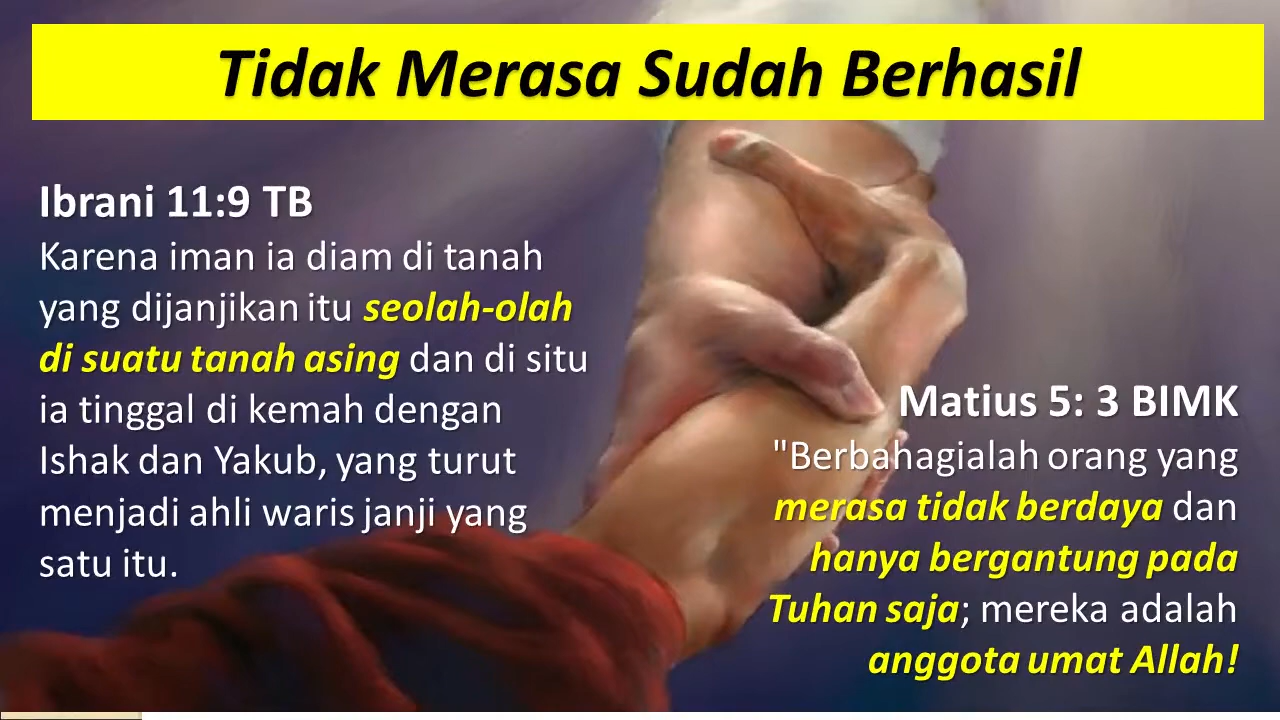 Tidak Merasa Sudah Berhasil
Ibrani 11:9 TB
Karena iman ia diam di tanah
yang dijanjikan itu seolah-olah
di suatu tanah asing dan di situ
ia tinggal di kemah dengan
Ishak dan Yakub, yang turut
menjadi ahli waris janji yang
satu itu.
Matius 5: 3 BIMK
"Berbahagialah orang yang
merasa tidak berdaya dan
hanya bergantung pada
Tuhan saja; mereka adalah
anggota umat Allah!